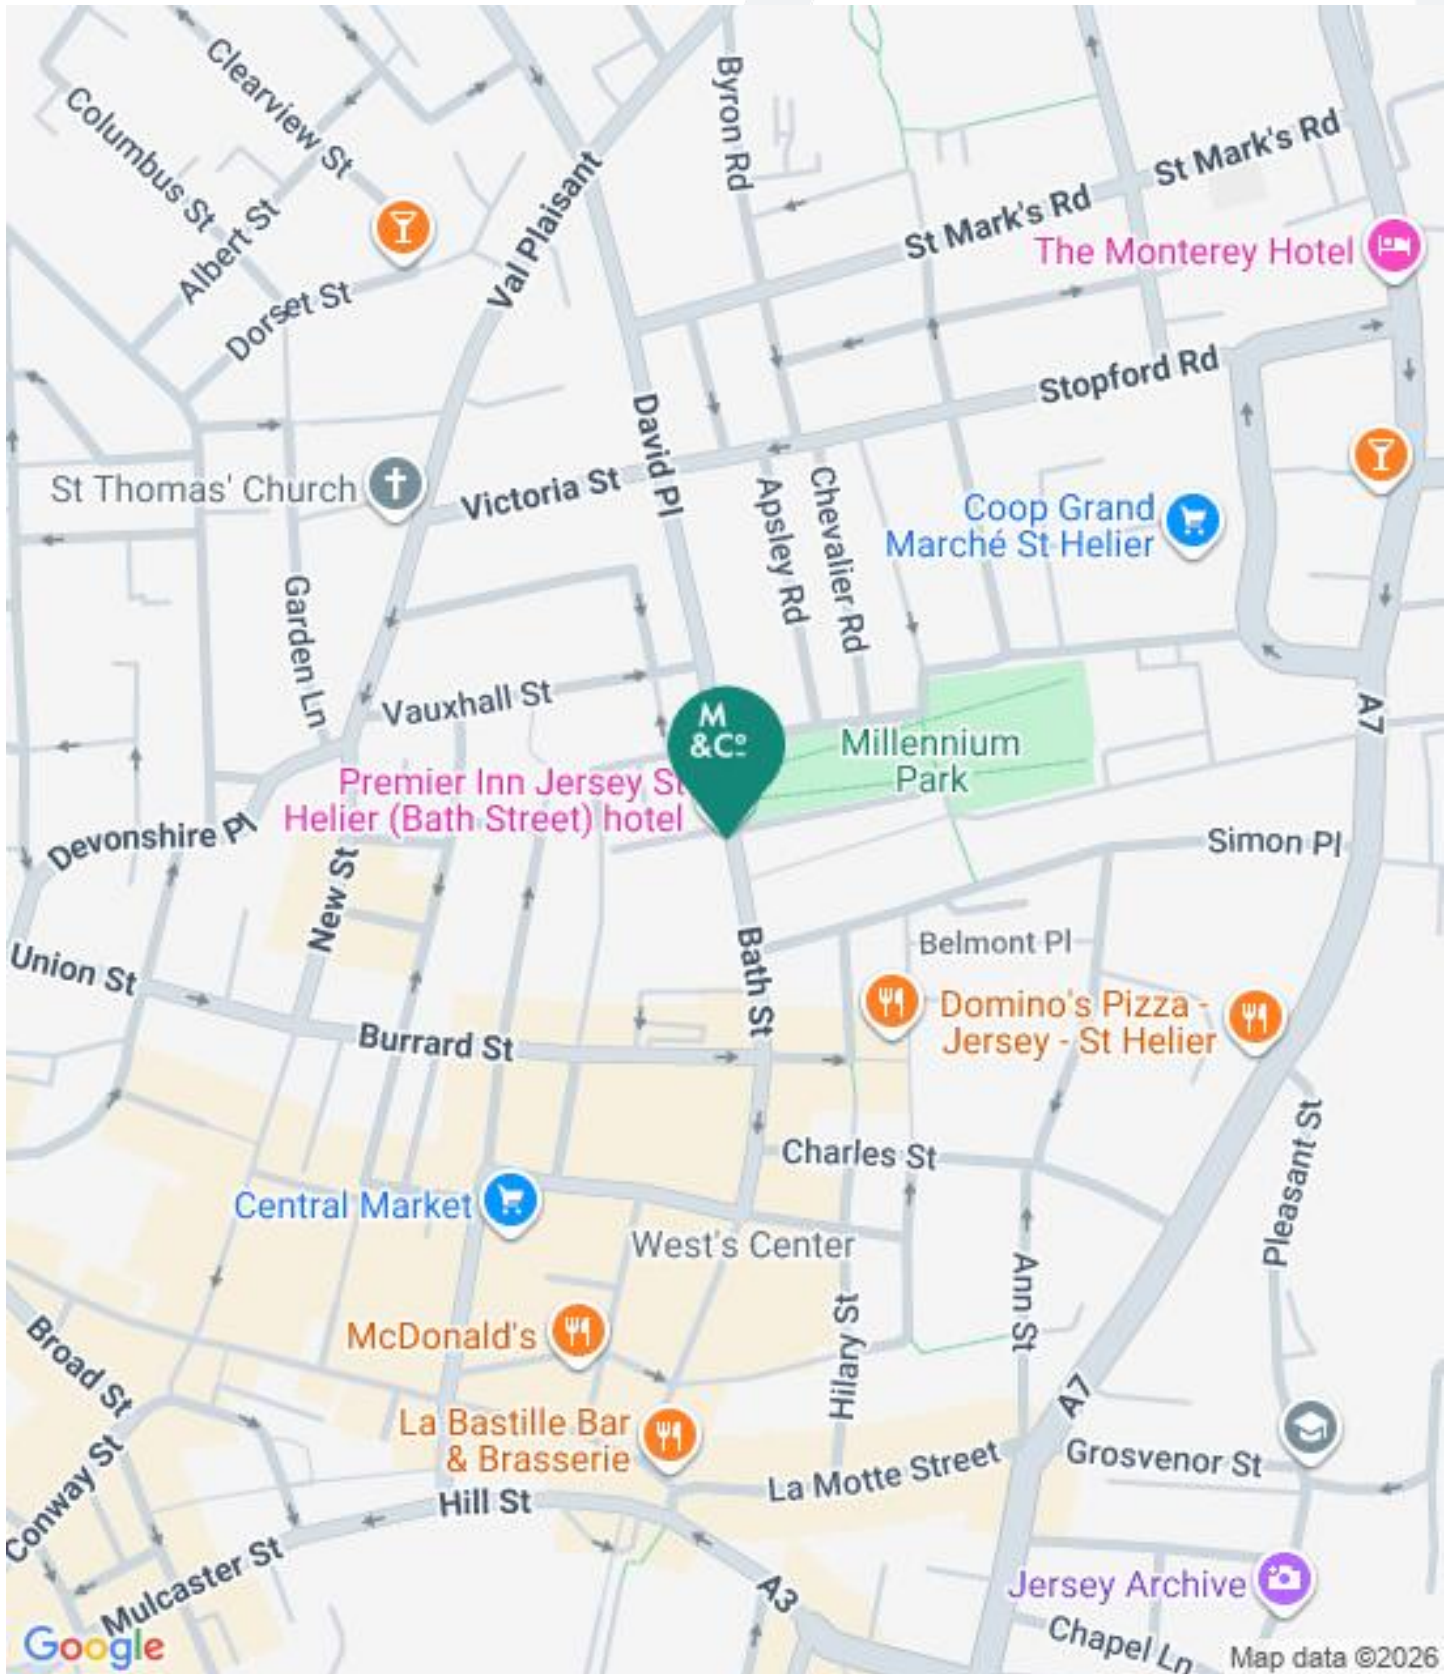 Clearview St
Byron Rd
Columbus St
St Mark's Rd
Albert St
Val Plaisant
St Mark's Rd
The Monterey Hotel
Dorset St
Stopford Rd
David Pl
St Thomas' Church
Victoria St
Apsley Rd
Chevalier Rd
Coop Grand
Marché St Helier
Garden Ln
Vauxhall St
A7
M
&Cº
Millennium
Park
Premier Inn Jersey St
Helier (Bath Street) hotel
Devonshire Pl
Simon Pl
New St
Bath St
Belmont Pl
Union St
Domino's Pizza -
Jersey - St Helier
Burrard St
Charles St
Pleasant St
Central Market
West's Center
Ann St
Hilary St
McDonald's
Broad St
A7
La Bastille Bar
& Brasserie
Grosvenor St
La Motte Street
Conway St
Hill St
Mulcaster St
A3
Jersey Archive
Chapel Ln
Google
Map data ©2026